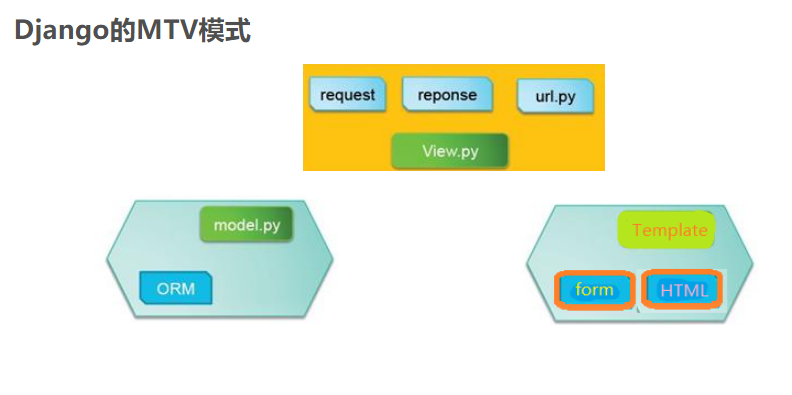 Django的MTV模式
request reponse url.py
View.py
model.py
ORM
Template
form HTML